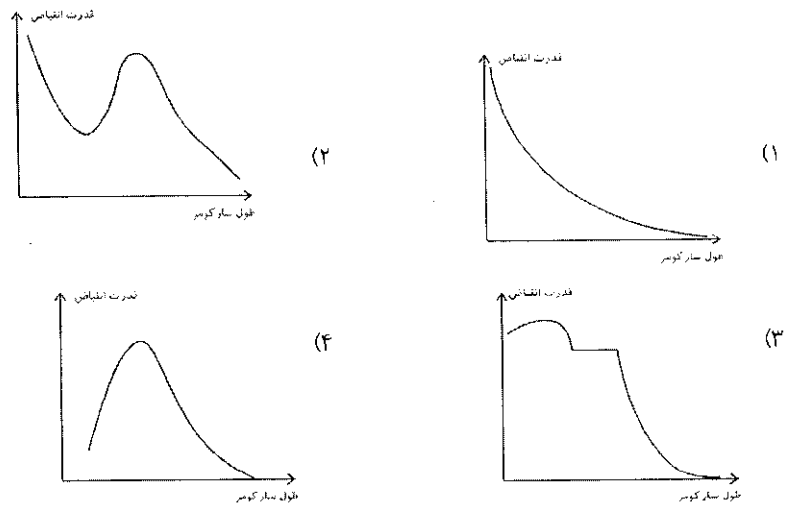 قدرت انقباض
(۱
طول سارکومر
قدرت انقباض
(۲
طول سارکومر
قدرت انقباض
(۳
طول سارکومر
قدرت انقباض
(۴
طول سارکومر